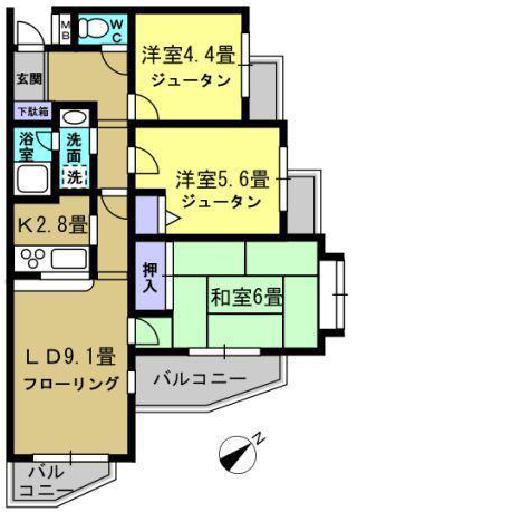 MB
WC
洋室4.4畳
ジュータン
玄関
下駄箱
浴室
洗面
洗
洋室5.6畳
ジュータン
K2.8畳
押入
和室6畳
LD9.1畳
フローリング
バルコニー
バルコニー
N